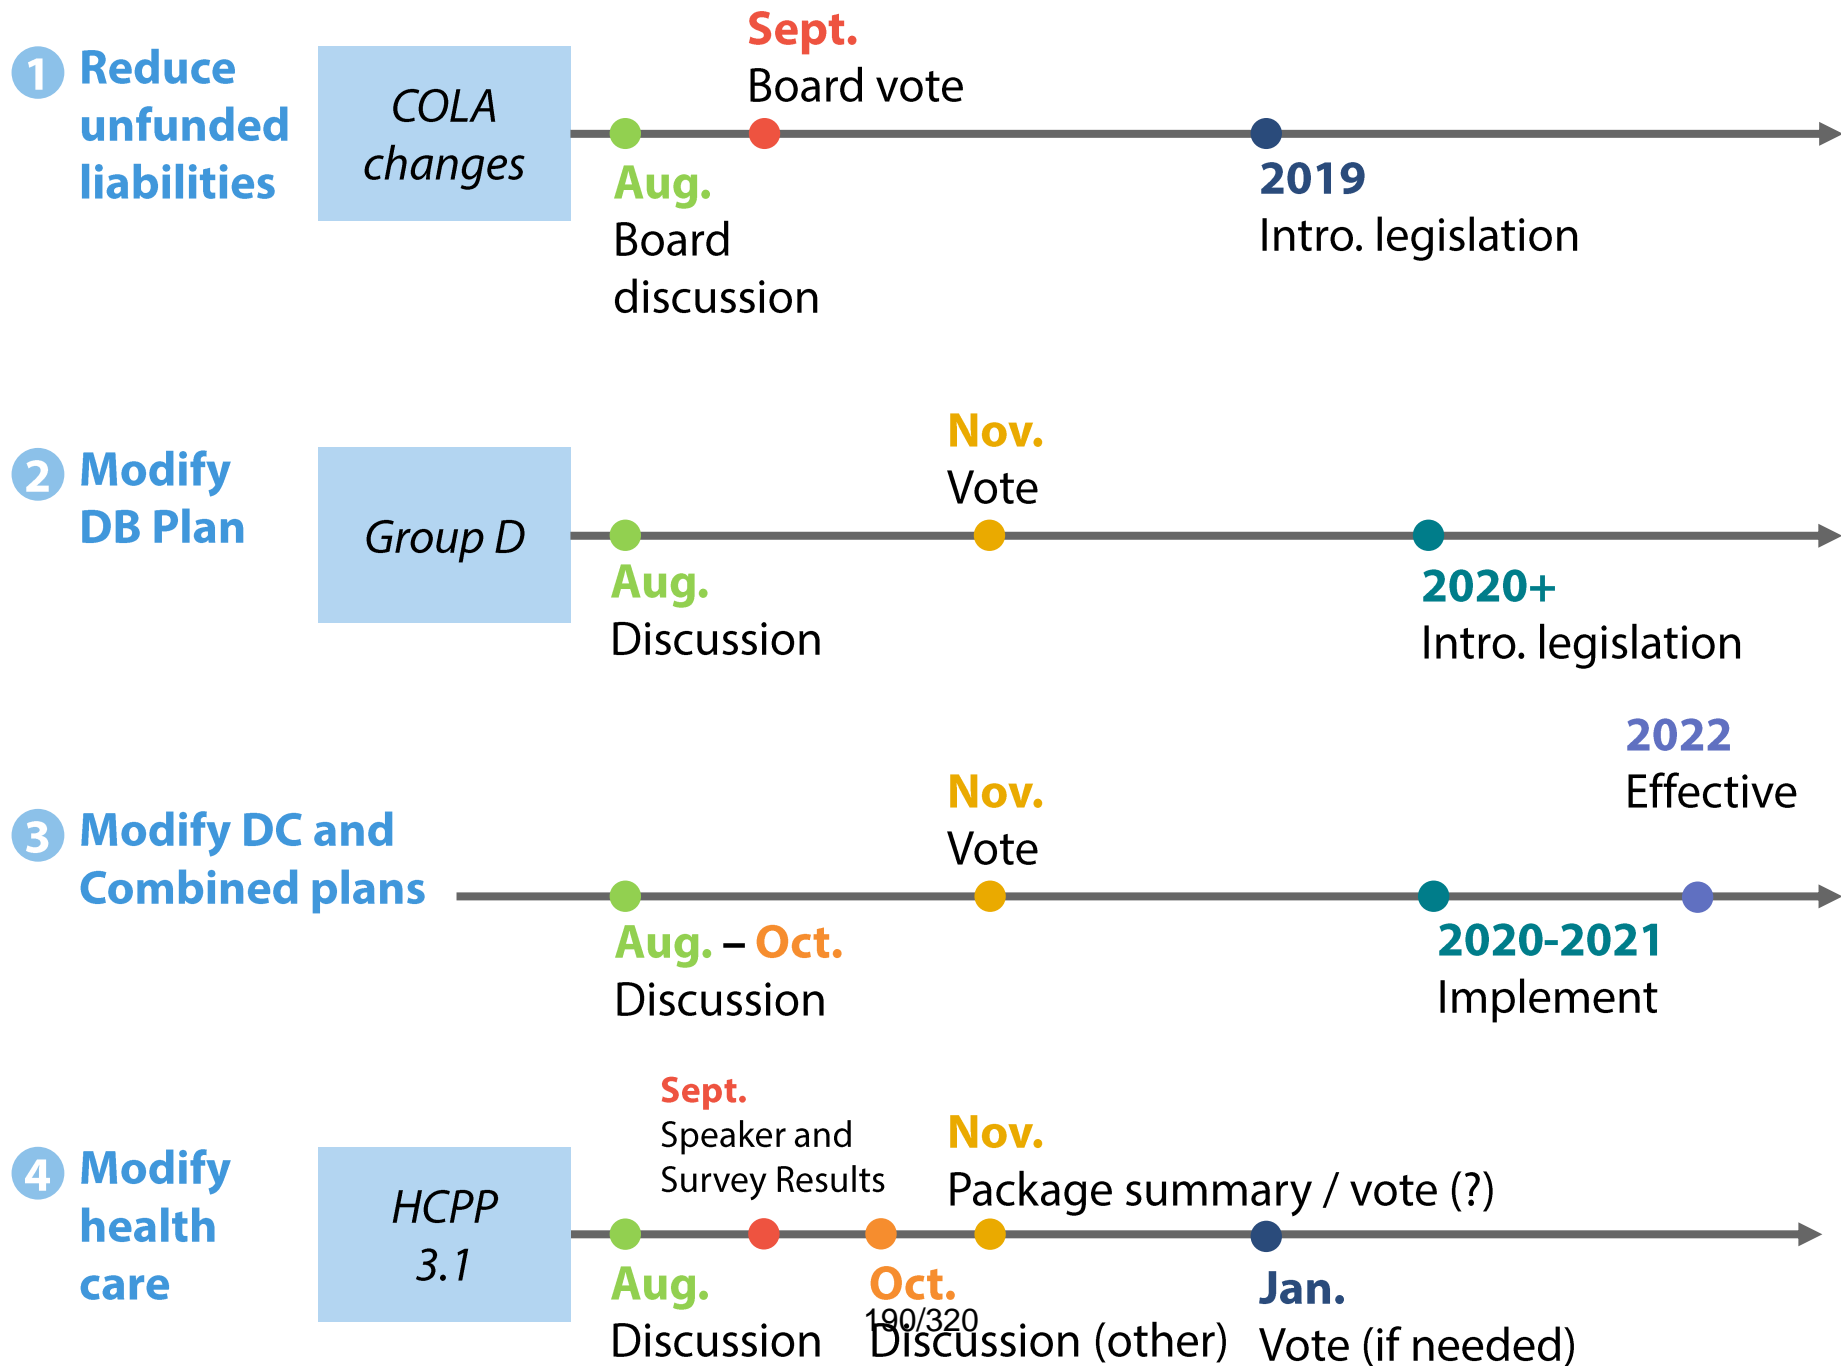 1 Reduce
unfunded
liabilities
COLA
changes
Sept.
Board vote
Aug.
Board
discussion
2019
Intro. legislation
2 Modify
DB Plan
Group D
Nov.
Vote
Aug.
Discussion
2020+
Intro. legislation
3 Modify DC and
Combined plans
Nov.
Vote
2022
Effective
Aug. – Oct.
Discussion
2020-2021
Implement
4 Modify
health
care
HCPP
3.1
Sept.
Speaker and
Survey Results
Nov.
Package summary / vote (?)
Aug.
Discussion
Oct.
Discussion (other)
Jan.
Vote (if needed)
190/320